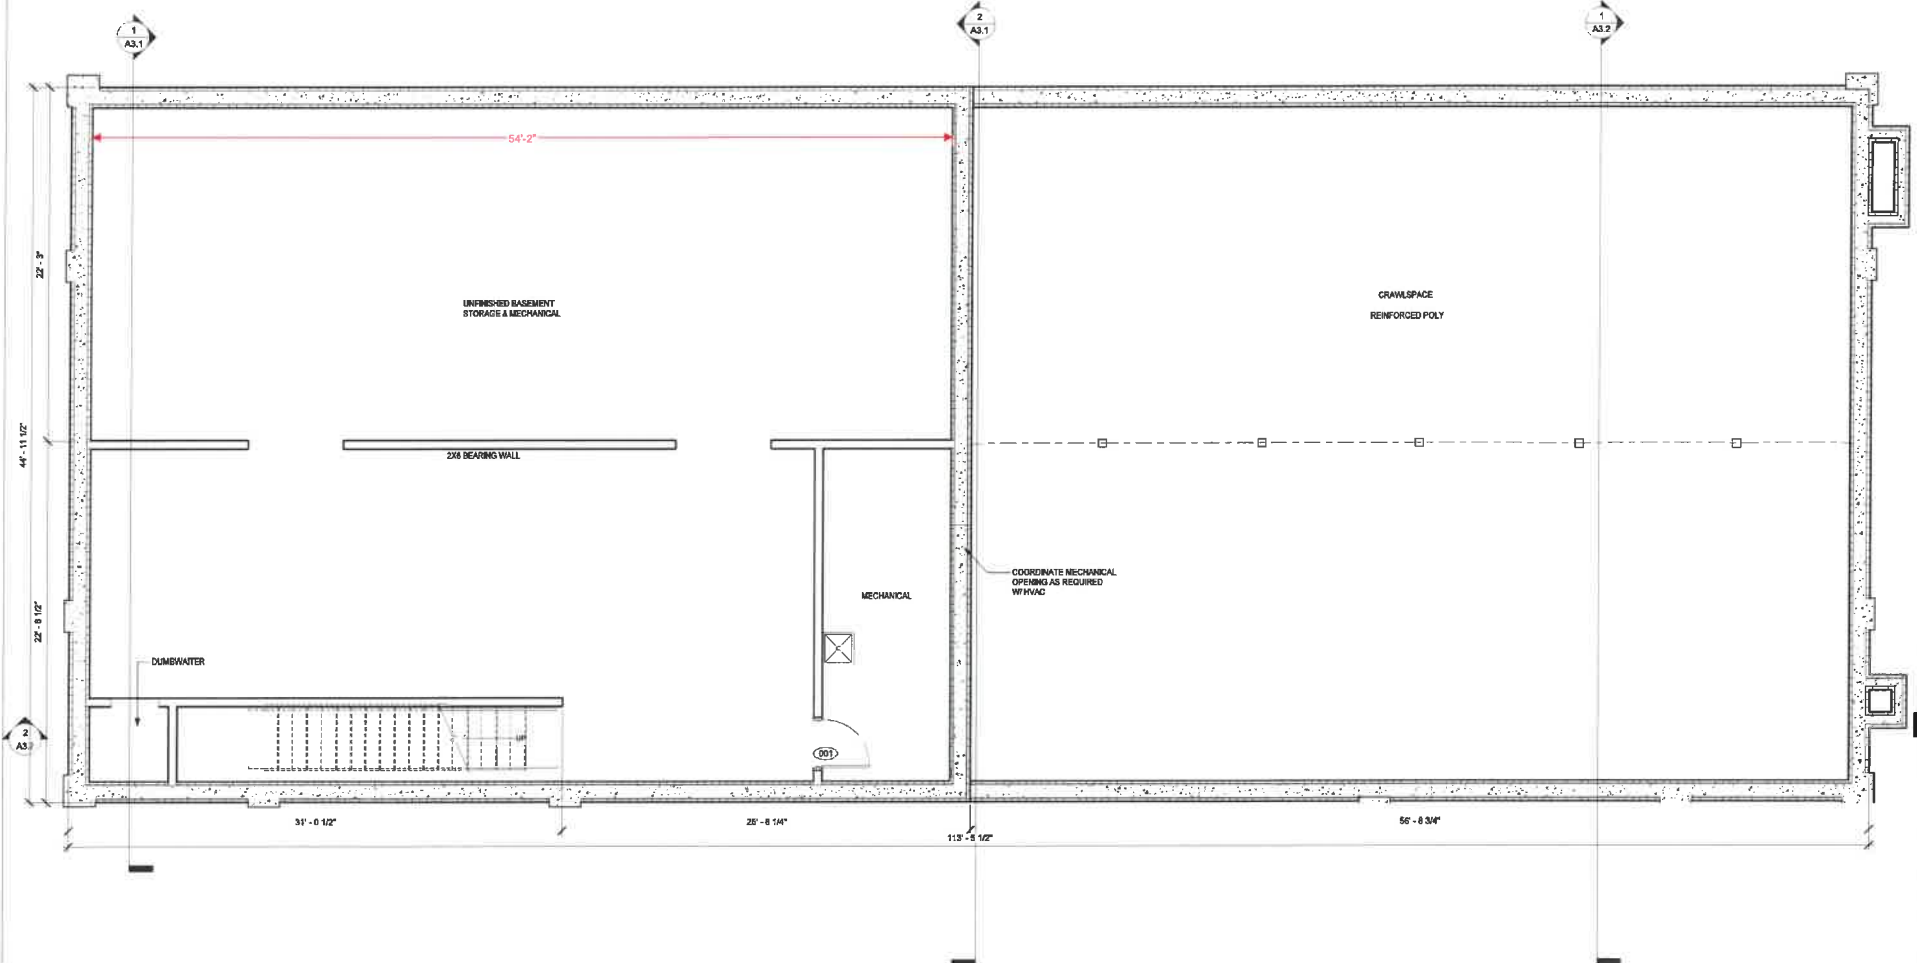 1
A3.1
2
A3.1
1
A3.2
54'-2"
22' - 3"
44' - 11 1/2"
UNFINISHED BASEMENT
STORAGE & MECHANICAL
CRAWLSPACE
REINFORCED POLY
2X6 BEARING WALL
COORDINATE MECHANICAL
OPENING AS REQUIRED
W/ HVAC
MECHANICAL
22' - 8 1/2"
DUMBWAITER
2
UP
001
31' - 0 1/2"
25' - 8 1/4"
56' - 8 3/4"
113' - 5 1/2"